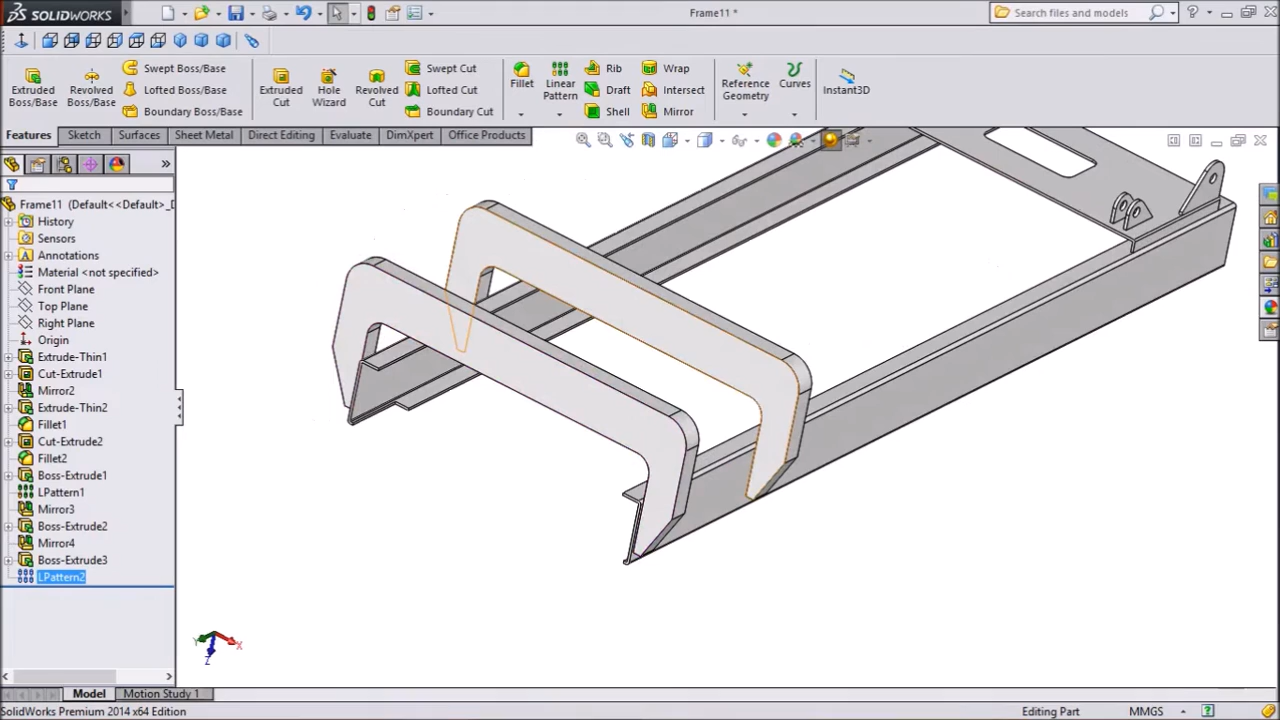 SOLIDWORKS
Frame11 *
Search files and models
Extruded Boss/Base
Revolved Boss/Base
Swept Boss/Base
Lofted Boss/Base
Boundary Boss/Base
Extruded Cut
Hole Wizard
Revolved Cut
Swept Cut
Lofted Cut
Boundary Cut
Fillet
Linear Pattern
Rib
Draft
Shell
Wrap
Intersect
Mirror
Reference Geometry
Curves
Instant3D
Features Sketch Surfaces Sheet Metal Direct Editing Evaluate DimXpert Office Products
Frame11 (Default<<Default>_D
History
Sensors
Annotations
Material <not specified>
Front Plane
Top Plane
Right Plane
Origin
Extrude-Thin1
Cut-Extrude1
Mirror2
Extrude-Thin2
Fillet1
Cut-Extrude2
Fillet2
Boss-Extrude1
LPattern1
Mirror3
Boss-Extrude2
Mirror4
Boss-Extrude3
LPattern2
Y
X
Z
Model Motion Study 1
SolidWorks Premium 2014 x64 Edition
Editing Part
MMGS